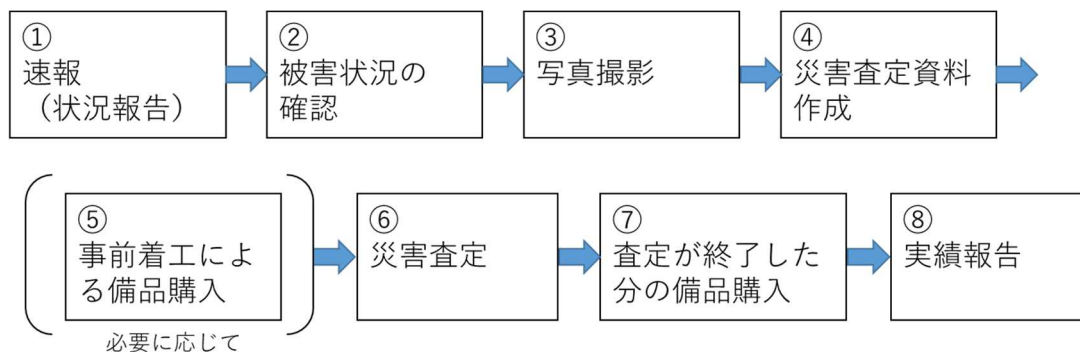 ①
速報
（状況報告）
②
被害状況の
確認
③
写真撮影
④
災害査定資料
作成
⑤
事前着工によ
る備品購入
必要に応じて
⑥
災害査定
⑦
査定が終了した
分の備品購入
⑧
実績報告